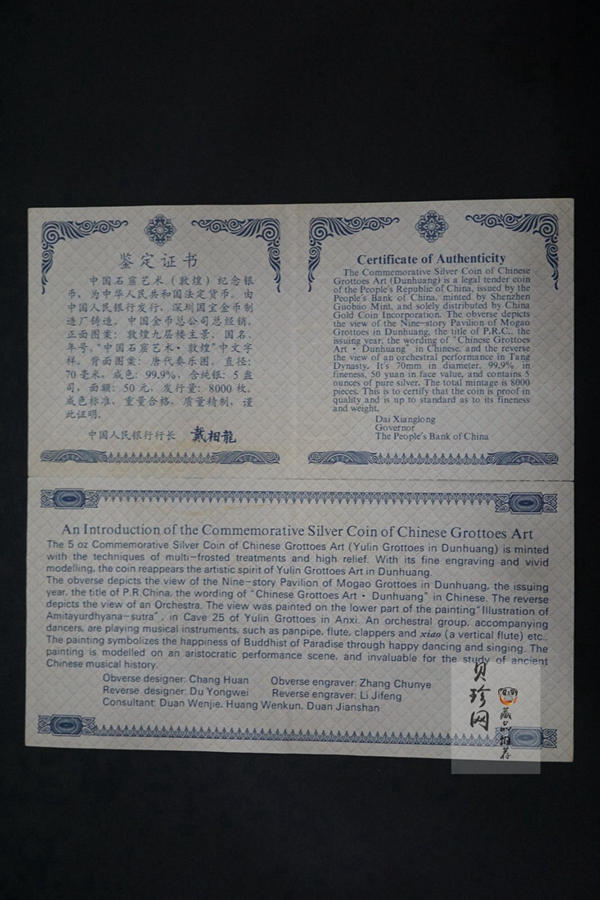 鉴定证书
中国石窟艺术(敦煌)纪念银
币,为中华人民共和国法定货币。由
中国人民银行发行,深圳国宝金币制
造厂铸造,中国金币总公司总经销。
正面图案:敦煌九层楼主景、国名、
年号、“中国石窟艺术·敦煌”中文字
样。背面图案:唐代奏乐图。直径:
70毫米,成色:99.9%,含纯银:5盎
司,面额:50元,发行量:8000枚。
成色标准,重量合格,质量精制,谨
此证明。
中国人民银行行长 戴相龍
Certificate of Authenticity
The Commemorative Silver Coin of Chinese
Grottoes Art (Dunhuang) is a legal tender coin
of the People's Republic of China, issued by the
People's Bank of China, minted by Shenzhen
Guobao Mint, and solely distributed by China
Gold Coin Incorporation. The obverse depicts
the view of the Nine-story Pavilion of Mogao
Grottoes in Dunhuang, the title of P.R.C., the
issuing year, the wording of "Chinese Grottoes
Art · Dunhuang" in Chinese, and the reverse
the view of an orchestral performance in Tang
Dynasty. It's 70mm in diameter, 99.9% in
fineness, 50 yuan in face value, and contains 5
ounces of pure silver. The total mintage is 8000
pieces. This is to certify that the coin is proof in
quality and is up to standard as to its fineness
and weight.
Dai Xianglong
Governor
The People's Bank of China
An Introduction of the Commemorative Silver Coin of Chinese Grottoes Art
The 5 oz Commemorative Silver Coin of Chinese Grottoes Art (Yulin Grottoes in Dunhuang) is minted
with the techniques of multi-frosted treatments and high relief. With its fine engraving and vivid
modelling, the coin reappears the artistic spirit of Yulin Grottoes Art in Dunhuang.
The obverse depicts the view of the Nine-story Pavilion of Mogao Grottoes in Dunhuang, the issuing
year, the title of P.R.China, the wording of "Chinese Grottoes Art · Dunhuang" in Chinese. The reverse
depicts the view of an Orchestra. The view was painted on the lower part of the painting "Illustration of
Amitayurdhyana-sutra", in Cave 25 of Yulin Grottoes in Anxi. An orchestral group, accompanying
dancers, are playing musical instruments, such as panpipe, flute, clappers and xiao (a vertical flute) etc..
The painting symbolizes the happiness of Buddhist of Paradise through happy dancing and singing. The
painting is modelled on an aristocratic performance scene, and invaluable for the study of ancient
Chinese musical history.
Obverse designer: Chang Huan Obverse engraver: Zhang Chunye
Reverse designer: Du Yongwei Reverse engraver: Li Jifeng
Consultant: Duan Wenjie, Huang Wenkun, Duan Jianshan
贝珍网
藏品推荐